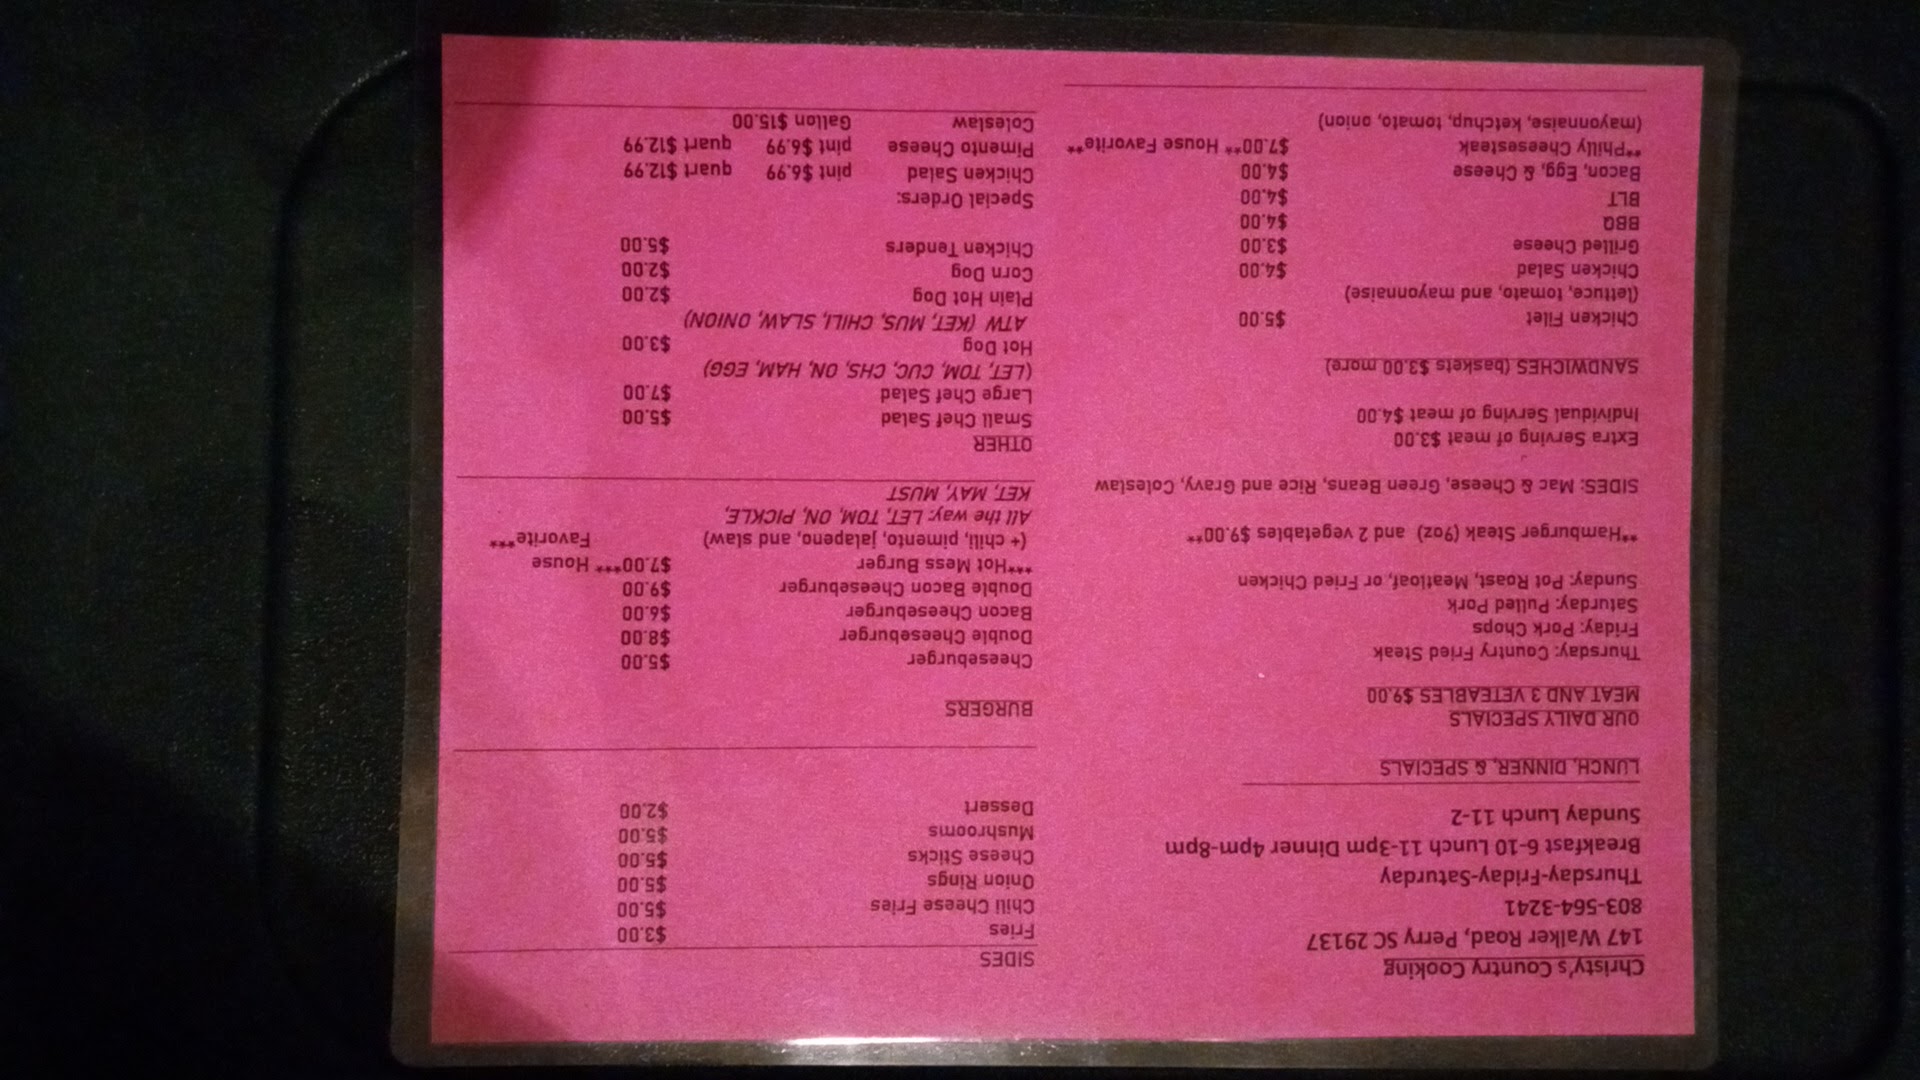 Christy's Country Cooking
147 Walker Road, Perry SC 29137
803-564-3241
Thursday-Friday-Saturday
Breakfast 6-10 Lunch 11-3pm Dinner 4pm-8pm
Sunday Lunch 11-2
LUNCH, DINNER, & SPECIALS
OUR DAILY SPECIALS
MEAT AND 3 VETEABLES $9.00
Thursday: Country Fried Steak
Friday: Pork Chops
Saturday: Pulled Pork
Sunday: Pot Roast, Meatloaf, or Fried Chicken
**Hamburger Steak (9oz) and 2 vegetables $9.00**
SIDES: Mac & Cheese, Green Beans, Rice and Gravy, Coleslaw
Extra Serving of meat $3.00
Individual Serving of meat $4.00
SANDWICHES (baskets $3.00 more)
Chicken Filet $5.00
(lettuce, tomato, and mayonnaise)
Chicken Salad $4.00
Grilled Cheese $3.00
BBQ $4.00
BLT $4.00
Bacon, Egg, & Cheese $4.00
**Philly Cheesesteak $7.00** House Favorite**
(mayonnaise, ketchup, tomato, onion)
SIDES
Fries $3.00
Chili Cheese Fries $5.00
Onion Rings $5.00
Cheese Sticks $5.00
Mushrooms $5.00
Dessert $2.00
BURGERS
Cheeseburger $5.00
Double Cheeseburger $8.00
Bacon Cheeseburger $6.00
Double Bacon Cheeseburger $9.00
***Hot Mess Burger $7.00*** House
(+ chili, pimento, jalapeno, and slaw) Favorite***
All the way: LET, TOM, ON, PICKLE,
KET, MAY, MUST
OTHER
Small Chef Salad $5.00
Large Chef Salad $7.00
(LET, TOM, CUC, CHS, ON, HAM, EGG)
Hot Dog $3.00
ATW (KET, MUS, CHILI, SLAW, ONION)
Plain Hot Dog $2.00
Corn Dog $2.00
Chicken Tenders $5.00
Special Orders:
Chicken Salad pint $6.99 quart $12.99
Pimento Cheese pint $6.99 quart $12.99
Coleslaw Gallon $15.00